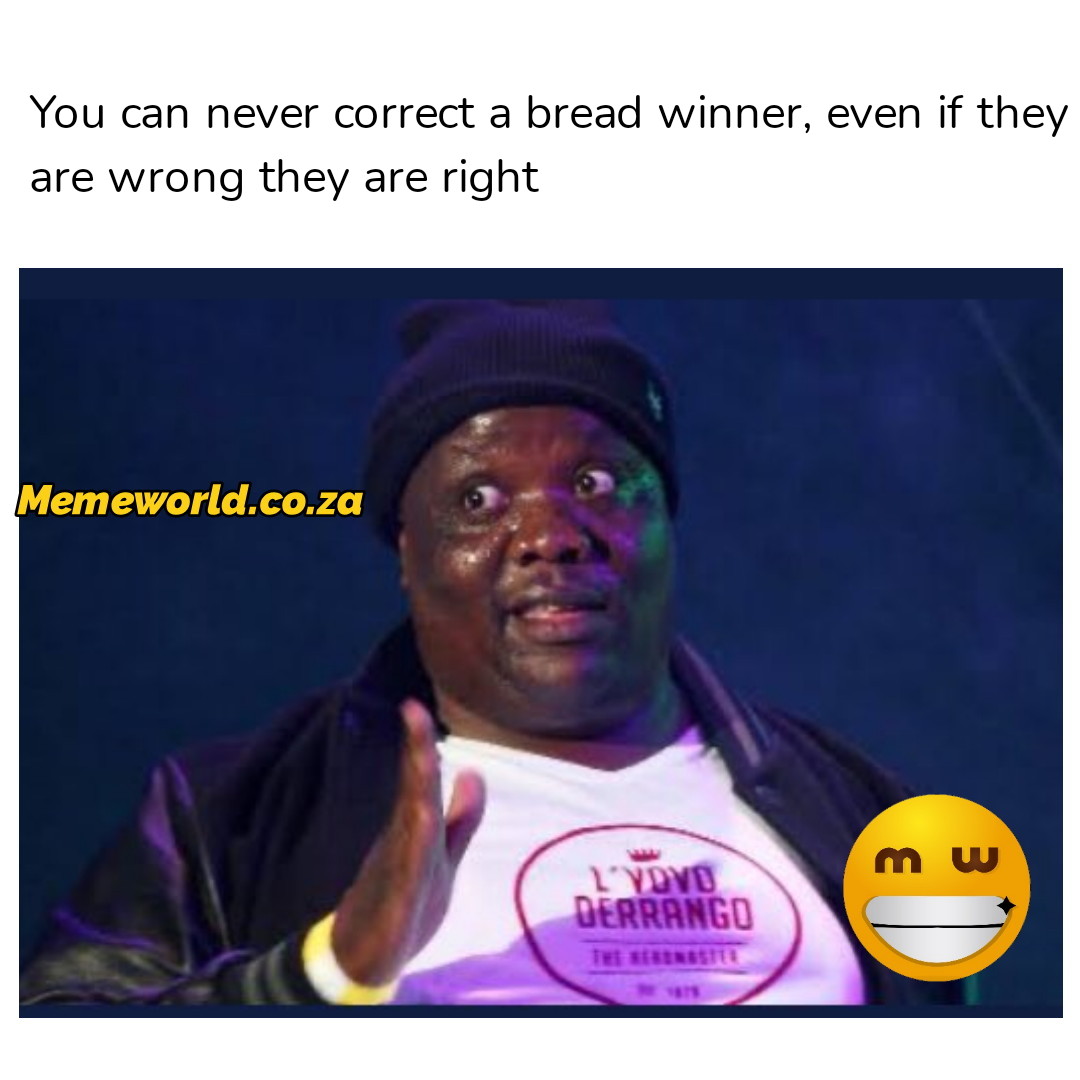 You can never correct a bread winner, even if they
are wrong they are right
Memeworld.co.za
m w
L'VOVO
DERRANGO
THE